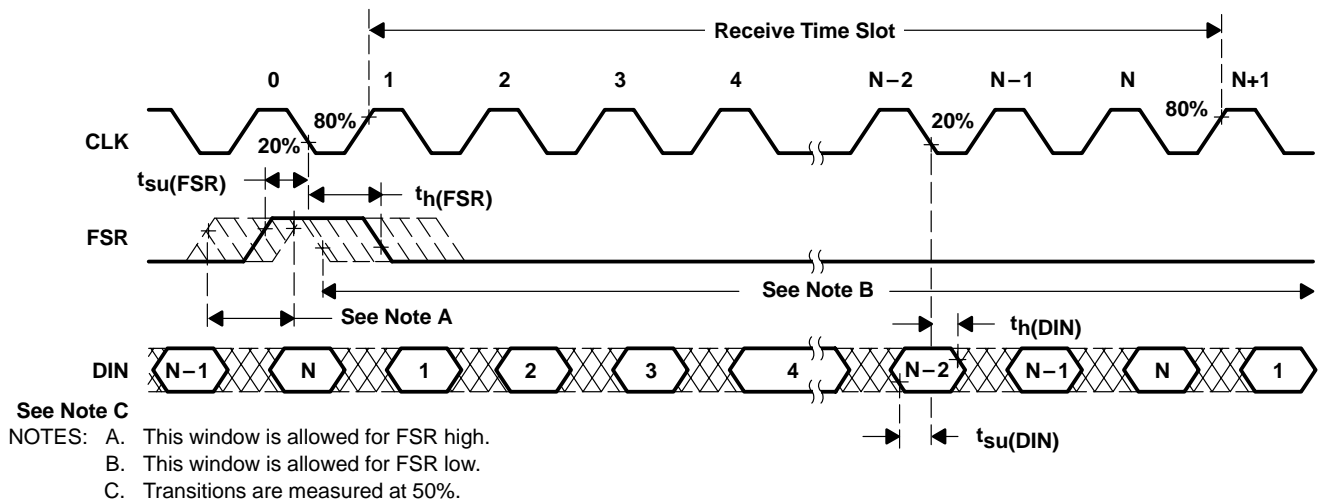 Receive Time Slot
0 1 2 3 4 N−2 N−1 N N+1
80% 20% 80%
CLK
20%
tsu(FSR)
th(FSR)
FSR
See Note B
See Note A
th(DIN)
DIN N−1 N 1 2 3 4 N−2 N−1 N 1
See Note C
tsu(DIN)
NOTES: A. This window is allowed for FSR high.
B. This window is allowed for FSR low.
C. Transitions are measured at 50%.